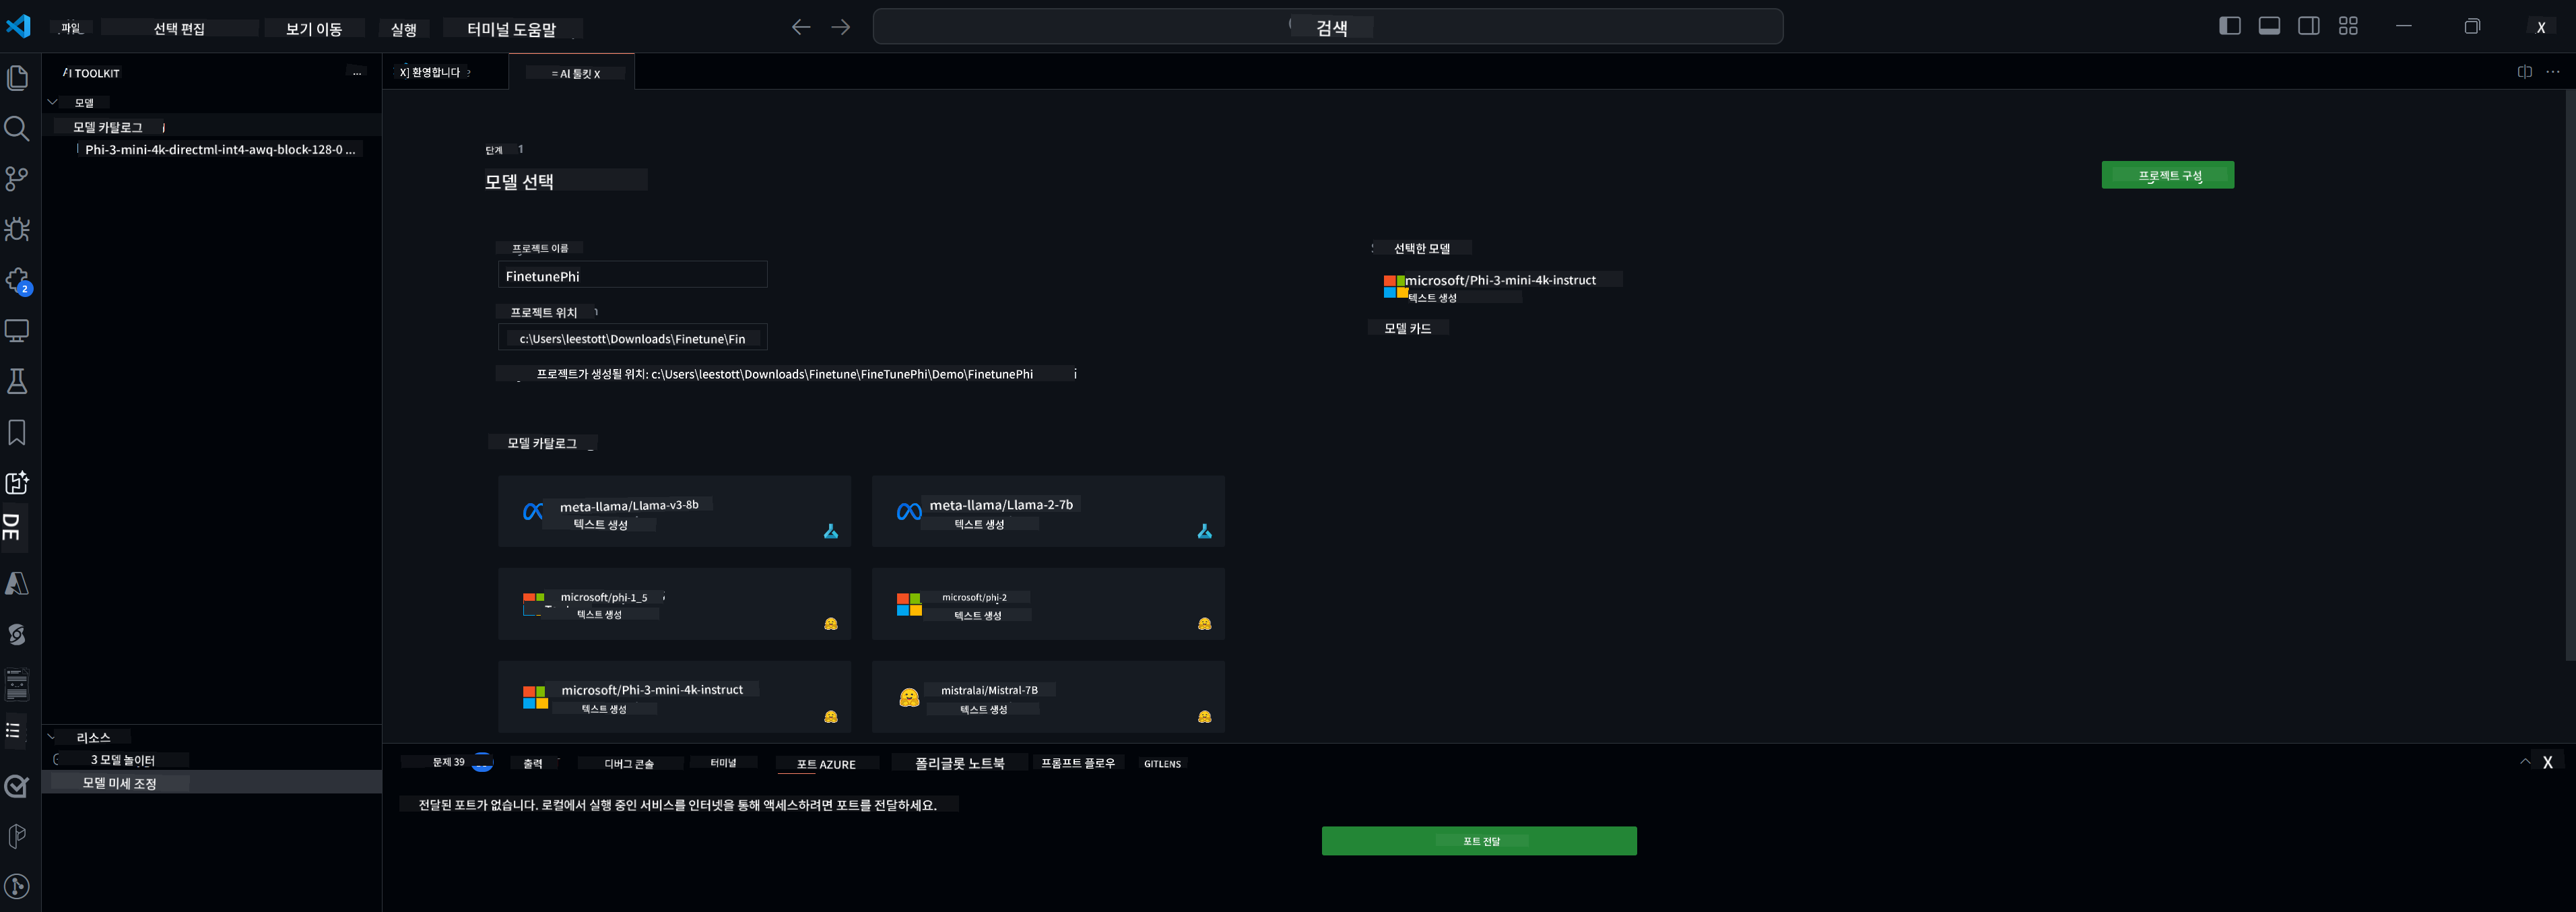 파일 선택 편집 보기 이동 실행 터미널 도움말 검색 X
AI TOOLKIT ...
모델
모델 카탈로그
Phi-3-mini-4k-directml-int4-awq-block-128-0 ...
2
DE
리소스
3 모델 놀이터
모델 미세 조정
X] 환영합니다
= AI 툴킷 X
단계 1
모델 선택
프로젝트 구성
프로젝트 이름
FinetunePhi
프로젝트 위치
c:\Users\leestott\Downloads\Finetune\Fin
프로젝트가 생성될 위치: c:\Users\leestott\Downloads\Finetune\FineTunePhi\Demo\FinetunePhi
선택한 모델
microsoft/Phi-3-mini-4k-instruct
텍스트 생성
모델 카드
모델 카탈로그
meta-llama/Llama-v3-8b
텍스트 생성
meta-llama/Llama-2-7b
텍스트 생성
microsoft/phi-1_5
텍스트 생성
microsoft/phi-2
텍스트 생성
microsoft/Phi-3-mini-4k-instruct
텍스트 생성
mistralai/Mistral-7B
텍스트 생성
문제 39 출력 디버그 콘솔 터미널 포트 AZURE 폴리글롯 노트북 프롬프트 플로우 GITLENS X
전달된 포트가 없습니다. 로컬에서 실행 중인 서비스를 인터넷을 통해 액세스하려면 포트를 전달하세요.
포트 전달